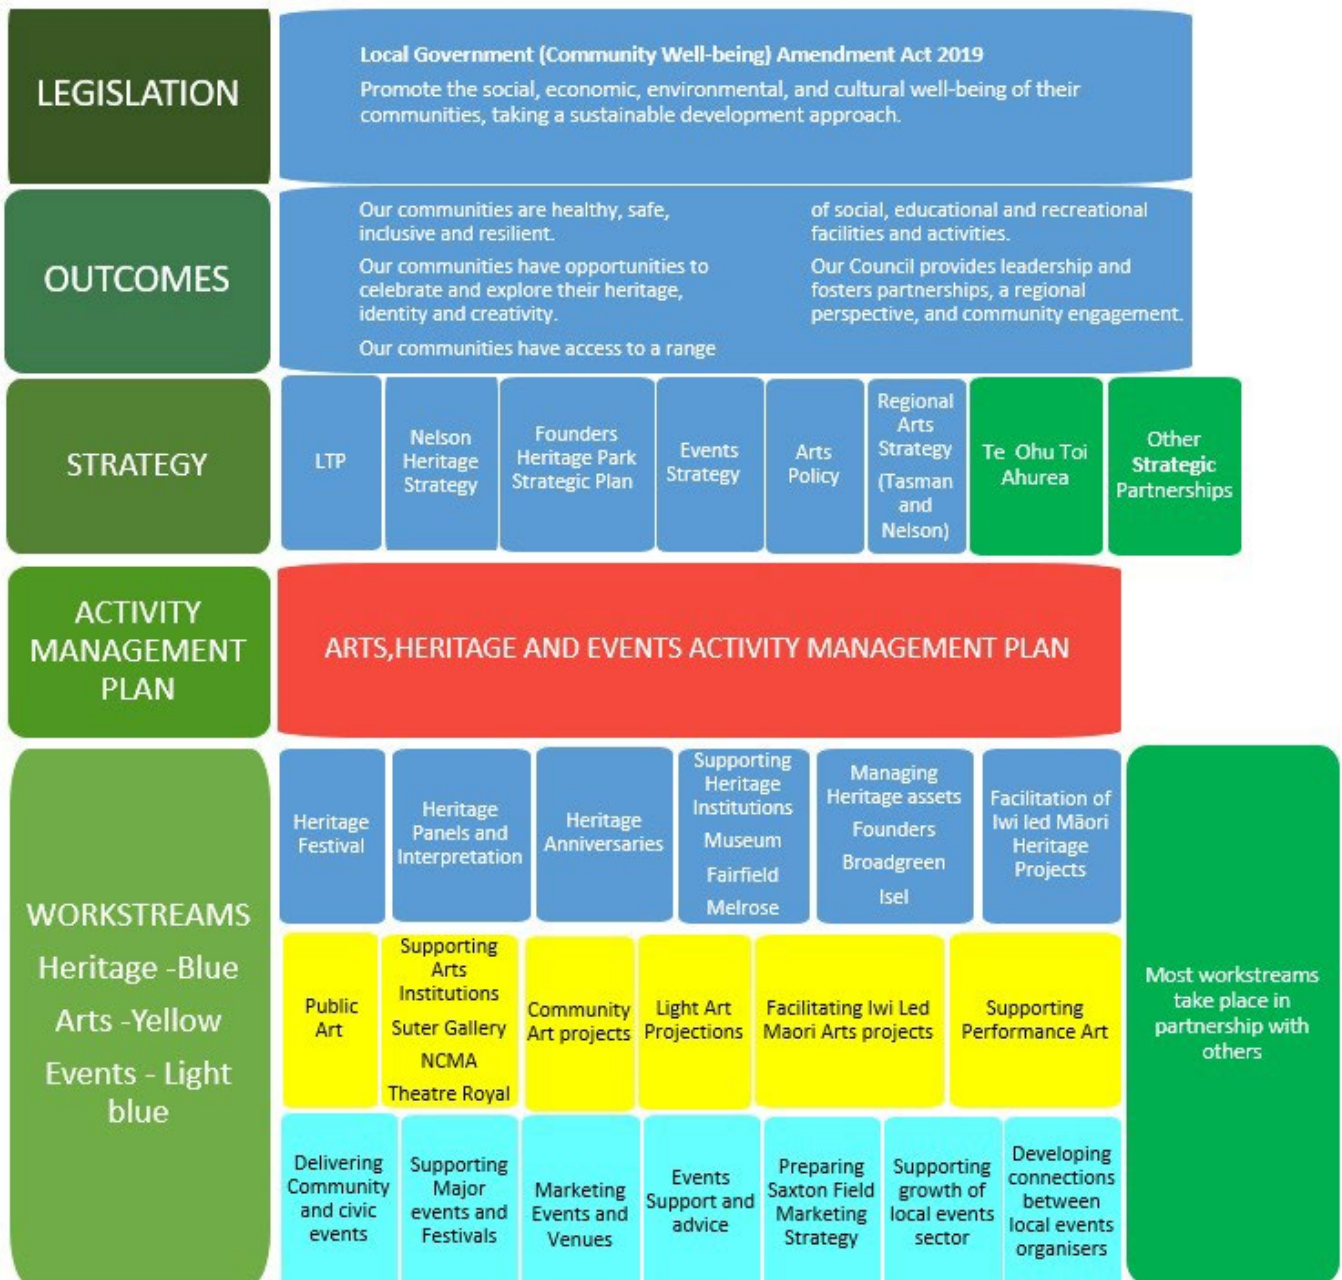 LEGISLATION
Local Government (Community Well-being) Amendment Act 2019
Promote the social, economic, environmental, and cultural well-being of their
communities, taking a sustainable development approach.
OUTCOMES
Our communities are healthy, safe,
inclusive and resilient.
Our communities have opportunities to
celebrate and explore their heritage,
identity and creativity.
Our communities have access to a range
of social, educational and recreational
facilities and activities.
Our Council provides leadership and
fosters partnerships, a regional
perspective, and community engagement.
STRATEGY
LTP
Nelson
Heritage
Strategy
Founders
Heritage Park
Strategic Plan
Events
Strategy
Arts
Policy
Regional
Arts
Strategy
(Tasman
and
Nelson)
Te Ohu Toi
Ahurea
Other
Strategic
Partnerships
ACTIVITY
MANAGEMENT
PLAN
ARTS,HERITAGE AND EVENTS ACTIVITY MANAGEMENT PLAN
WORKSTREAMS
Heritage -Blue
Arts -Yellow
Events - Light
blue
Heritage
Festival
Heritage
Panels and
Interpretation
Heritage
Anniversaries
Supporting
Heritage
Institutions
Museum
Fairfield
Melrose
Managing
Heritage assets
Founders
Broadgreen
Isel
Facilitation of
Iwi led Māori
Heritage
Projects
Public
Art
Supporting
Arts
Institutions
Suter Gallery
NCMA
Theatre Royal
Community
Art projects
Light Art
Projections
Facilitating Iwi Led
Maori Arts projects
Supporting
Performance Art
Delivering
Community
and civic
events
Supporting
Major
events and
Festivals
Marketing
Events and
Venues
Events
Support and
advice
Preparing
Saxton Field
Marketing
Strategy
Supporting
growth of
local events
sector
Developing
connections
between
local events
organisers
Most workstreams
take place in
partnership with
others